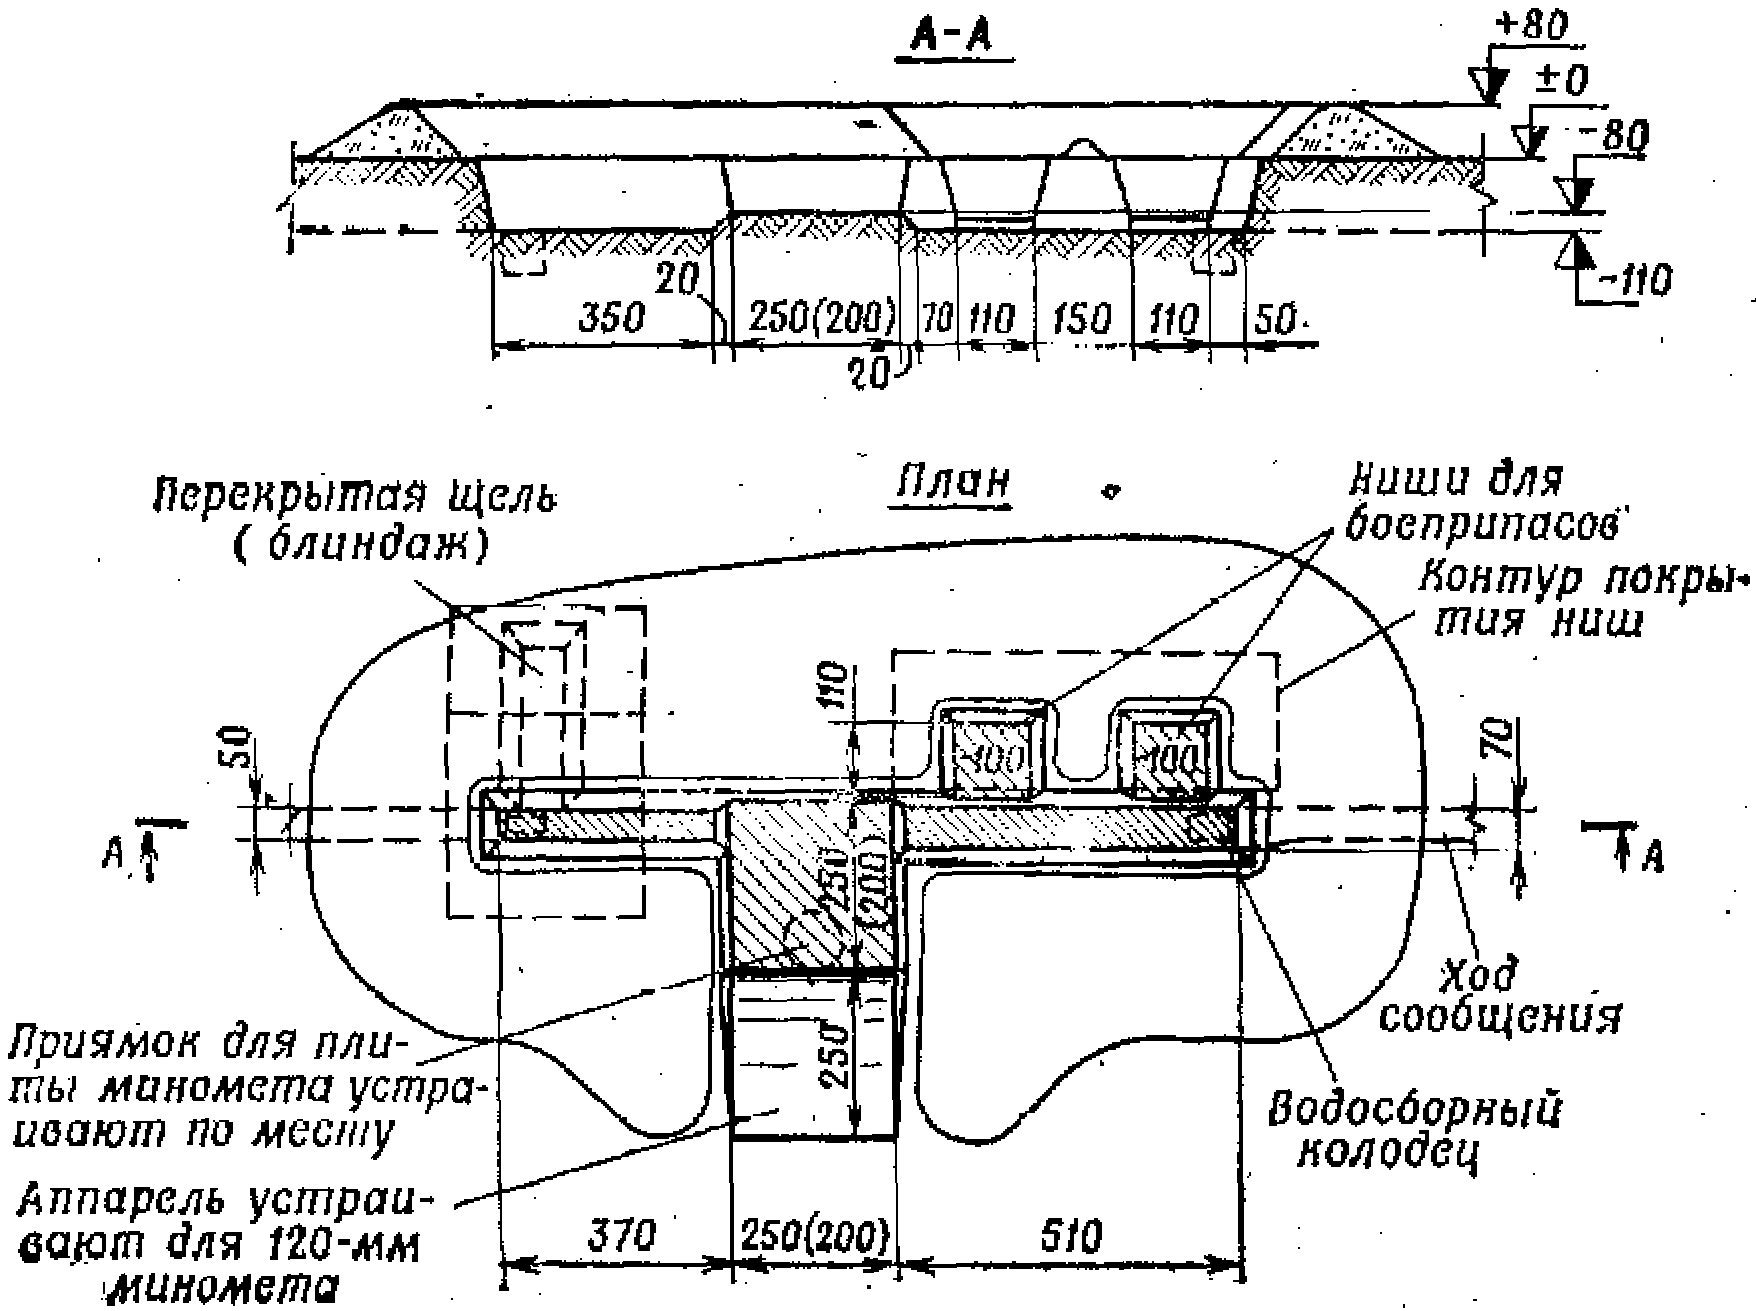 А-А
+80
±0
-80
-110
20
350
250(200)
70
110
150
110
50
20
Перекрытая щель
(блиндаж)
План
Ниши для
боеприпасов
Контур покры-
тия ниш
110
50
70
100
100
А
А
250
(200)
250
Ход
сообщения
Приямок для пли-
ты миномета устра-
ивают по месту
Водосборный
колодец
Аппарель устраи-
вают для 120-мм
миномета
370
250(200)
510